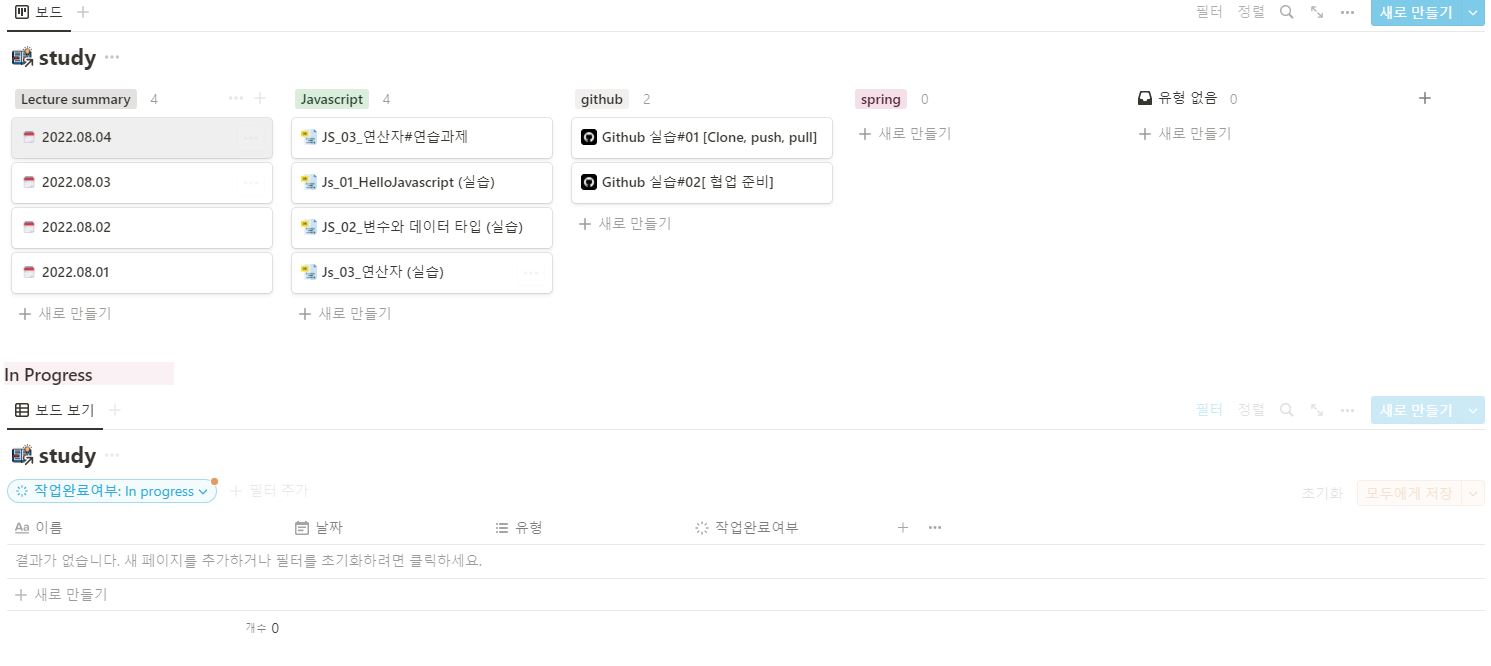 보드
필터 정렬 새로 만들기
study
Lecture summary 4
2022.08.04
2022.08.03
2022.08.02
2022.08.01
새로 만들기
Javascript 4
JS_03_연산자#연습과제
Js_01_HelloJavascript (실습)
JS_02_변수와 데이터 타입 (실습)
Js_03_연산자 (실습)
새로 만들기
github 2
Github 실습#01 [Clone, push, pull]
Github 실습#02[ 협업 준비]
새로 만들기
spring 0
새로 만들기
유형 없음 0
새로 만들기
In Progress
보드 보기
필터 정렬 새로 만들기
study
작업완료여부: In progress 필터 추가
초기화 모두에게 저장
Aa 이름 날짜 유형 작업완료여부
결과가 없습니다. 새 페이지를 추가하거나 필터를 초기화하려면 클릭하세요.
새로 만들기
개수 0